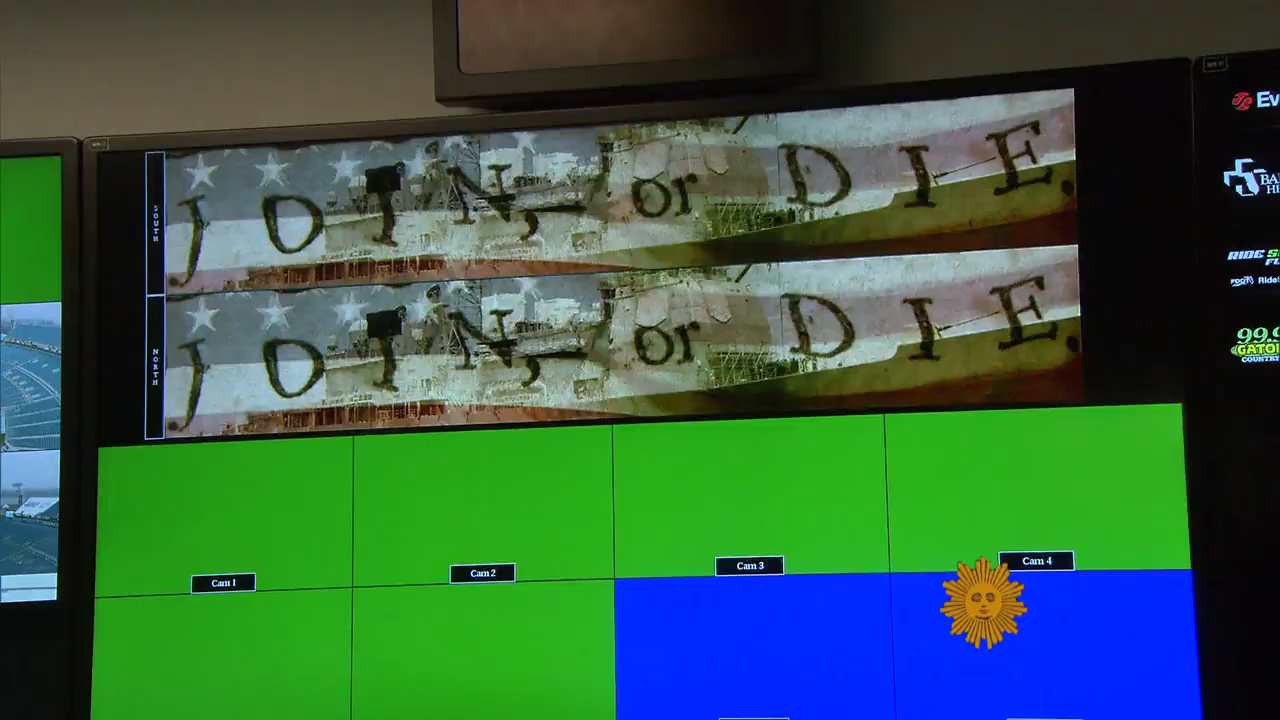 SOUTH
JOIN, or DIE.
NORTH
JOIN, or DIE.
Cam 1
Cam 2
Cam 3
Cam 4
99.9
GATOR
COUNTRY